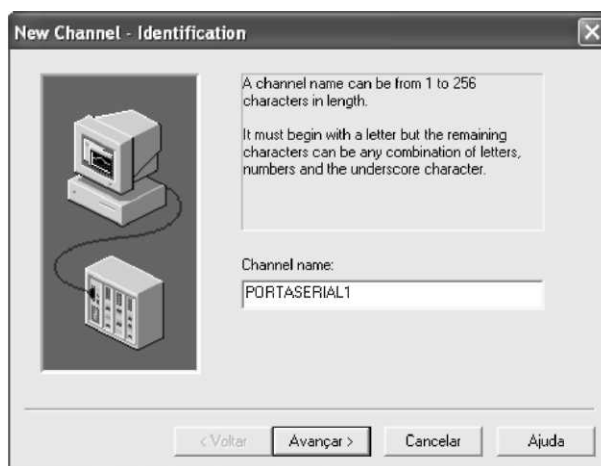 New Channel - Identification
A channel name can be from 1 to 256
characters in length.
It must begin with a letter but the remaining
characters can be any combination of letters,
numbers and the underscore character.
Channel name:
PORTASERIAL1
< Voltar
Avançar >
Cancelar
Ajuda